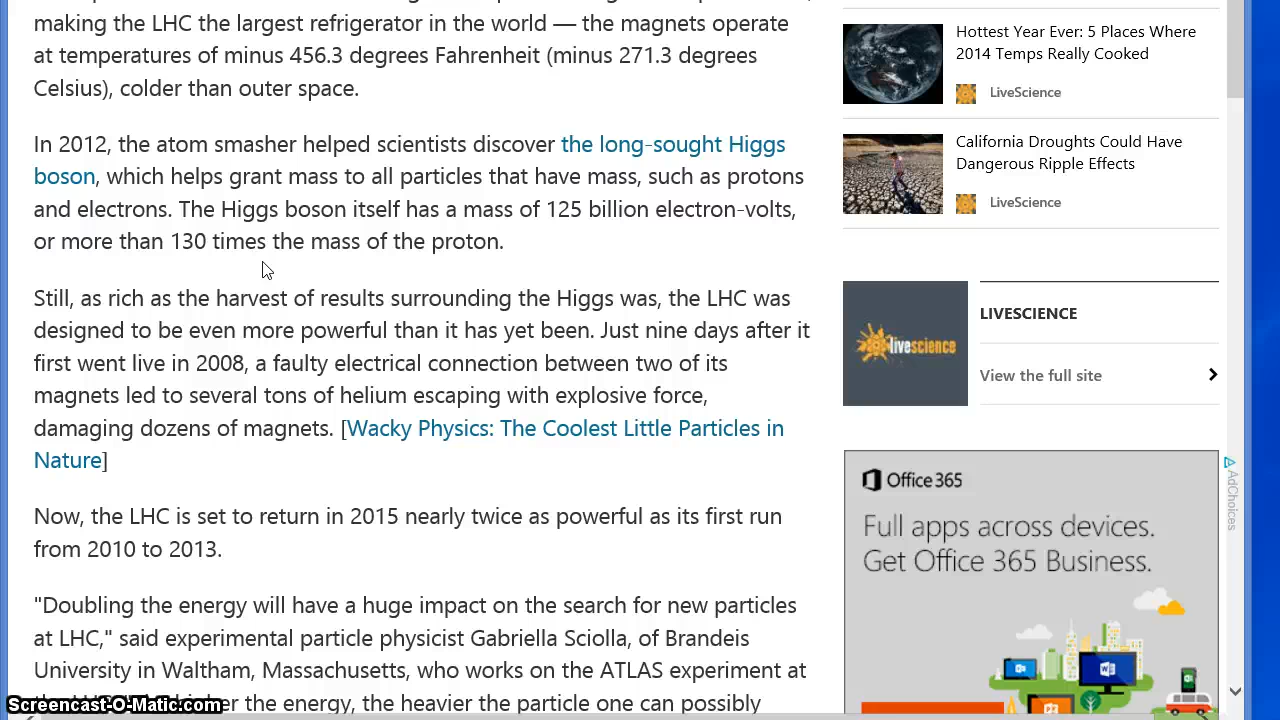 making the LHC the largest refrigerator in the world — the magnets operate
at temperatures of minus 456.3 degrees Fahrenheit (minus 271.3 degrees
Celsius), colder than outer space.
In 2012, the atom smasher helped scientists discover the long-sought Higgs
boson, which helps grant mass to all particles that have mass, such as protons
and electrons. The Higgs boson itself has a mass of 125 billion electron-volts,
or more than 130 times the mass of the proton.
Still, as rich as the harvest of results surrounding the Higgs was, the LHC was
designed to be even more powerful than it has yet been. Just nine days after it
first went live in 2008, a faulty electrical connection between two of its
magnets led to several tons of helium escaping with explosive force,
damaging dozens of magnets. [Wacky Physics: The Coolest Little Particles in
Nature]
Now, the LHC is set to return in 2015 nearly twice as powerful as its first run
from 2010 to 2013.
"Doubling the energy will have a huge impact on the search for new particles
at LHC," said experimental particle physicist Gabriella Sciolla, of Brandeis
University in Waltham, Massachusetts, who works on the ATLAS experiment at
the energy, the heavier the particle one can possibly
Screencast-O-Matic.com
Hottest Year Ever: 5 Places Where
2014 Temps Really Cooked
LiveScience
California Droughts Could Have
Dangerous Ripple Effects
LiveScience
livescience
LIVESCIENCE
View the full site
Office 365
Full apps across devices.
Get Office 365 Business.
AdChoices